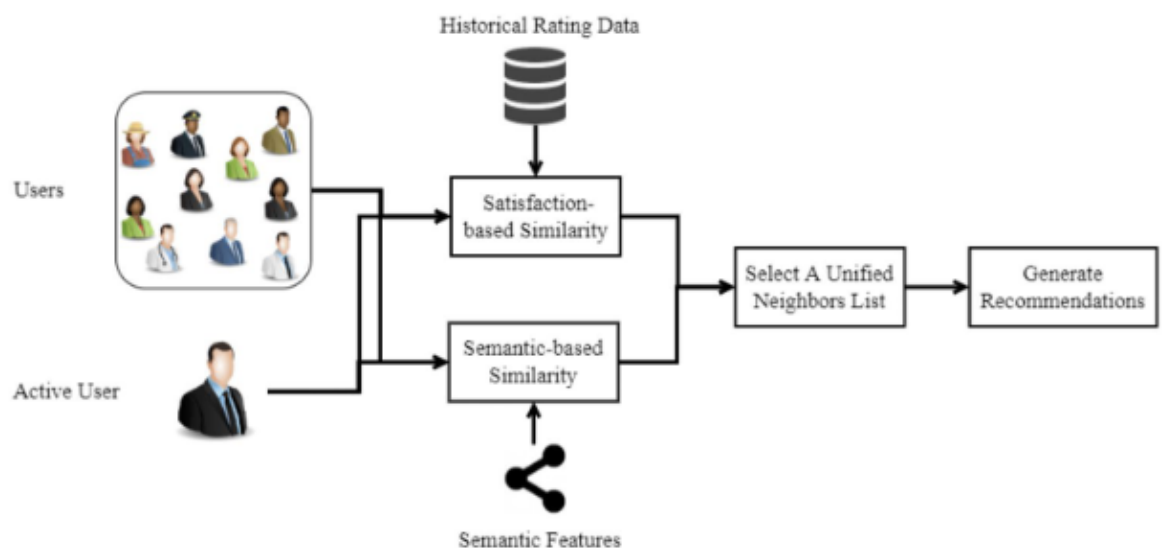 Historical Rating Data
Users
Satisfaction-
based Similarity
Select A Unified
Neighbors List
Generate
Recommendations
Semantic-based
Similarity
Active User
Semantic Features